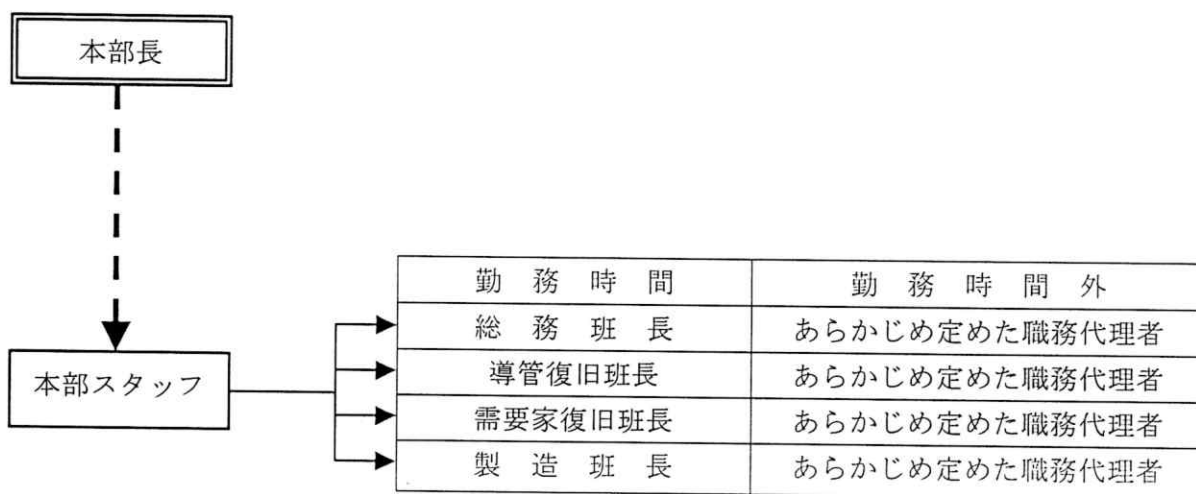 本部長
本部スタッフ
勤務時間 勤務時間外
総務班長 あらかじめ定めた職務代理者
導管復旧班長 あらかじめ定めた職務代理者
需要家復旧班長 あらかじめ定めた職務代理者
製造班長 あらかじめ定めた職務代理者